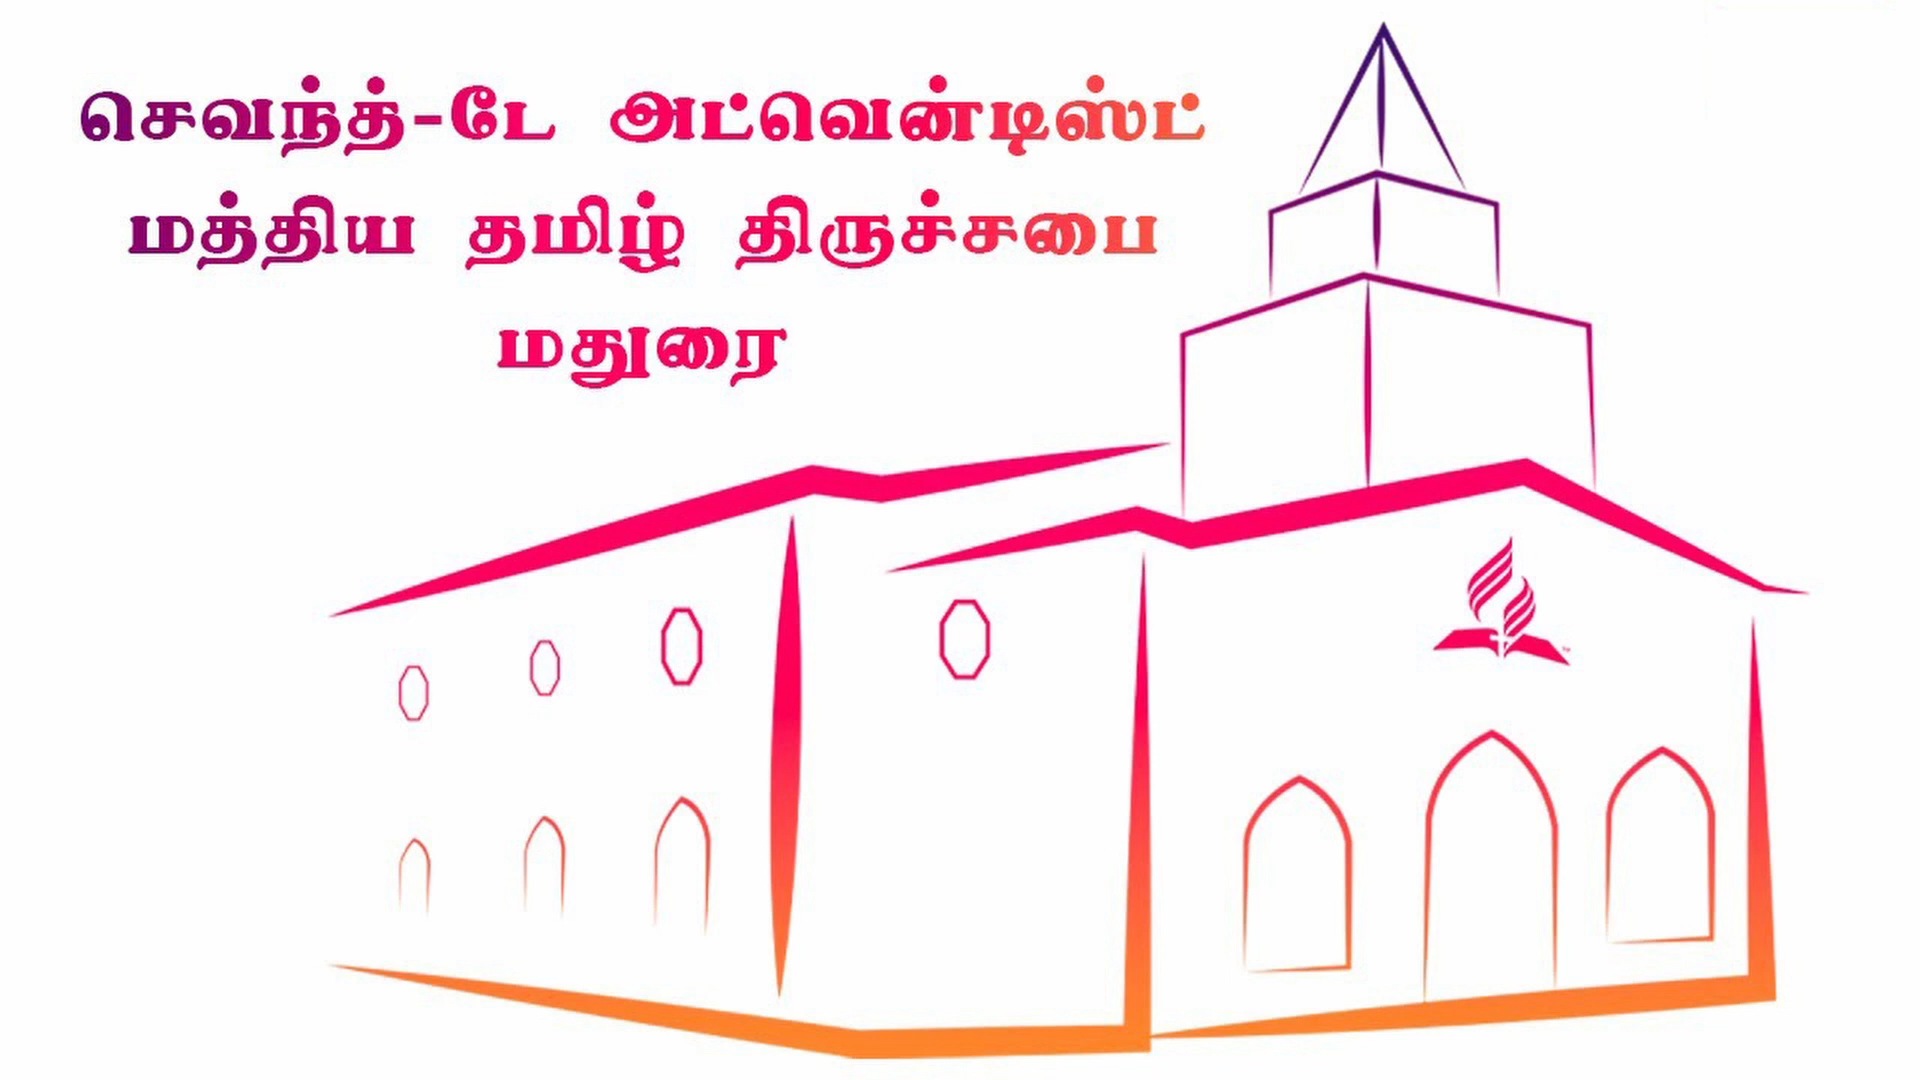 செவந்த்-டே அட்வென்டிஸ்ட்
மத்திய தமிழ் திருச்சபை
மதுரை